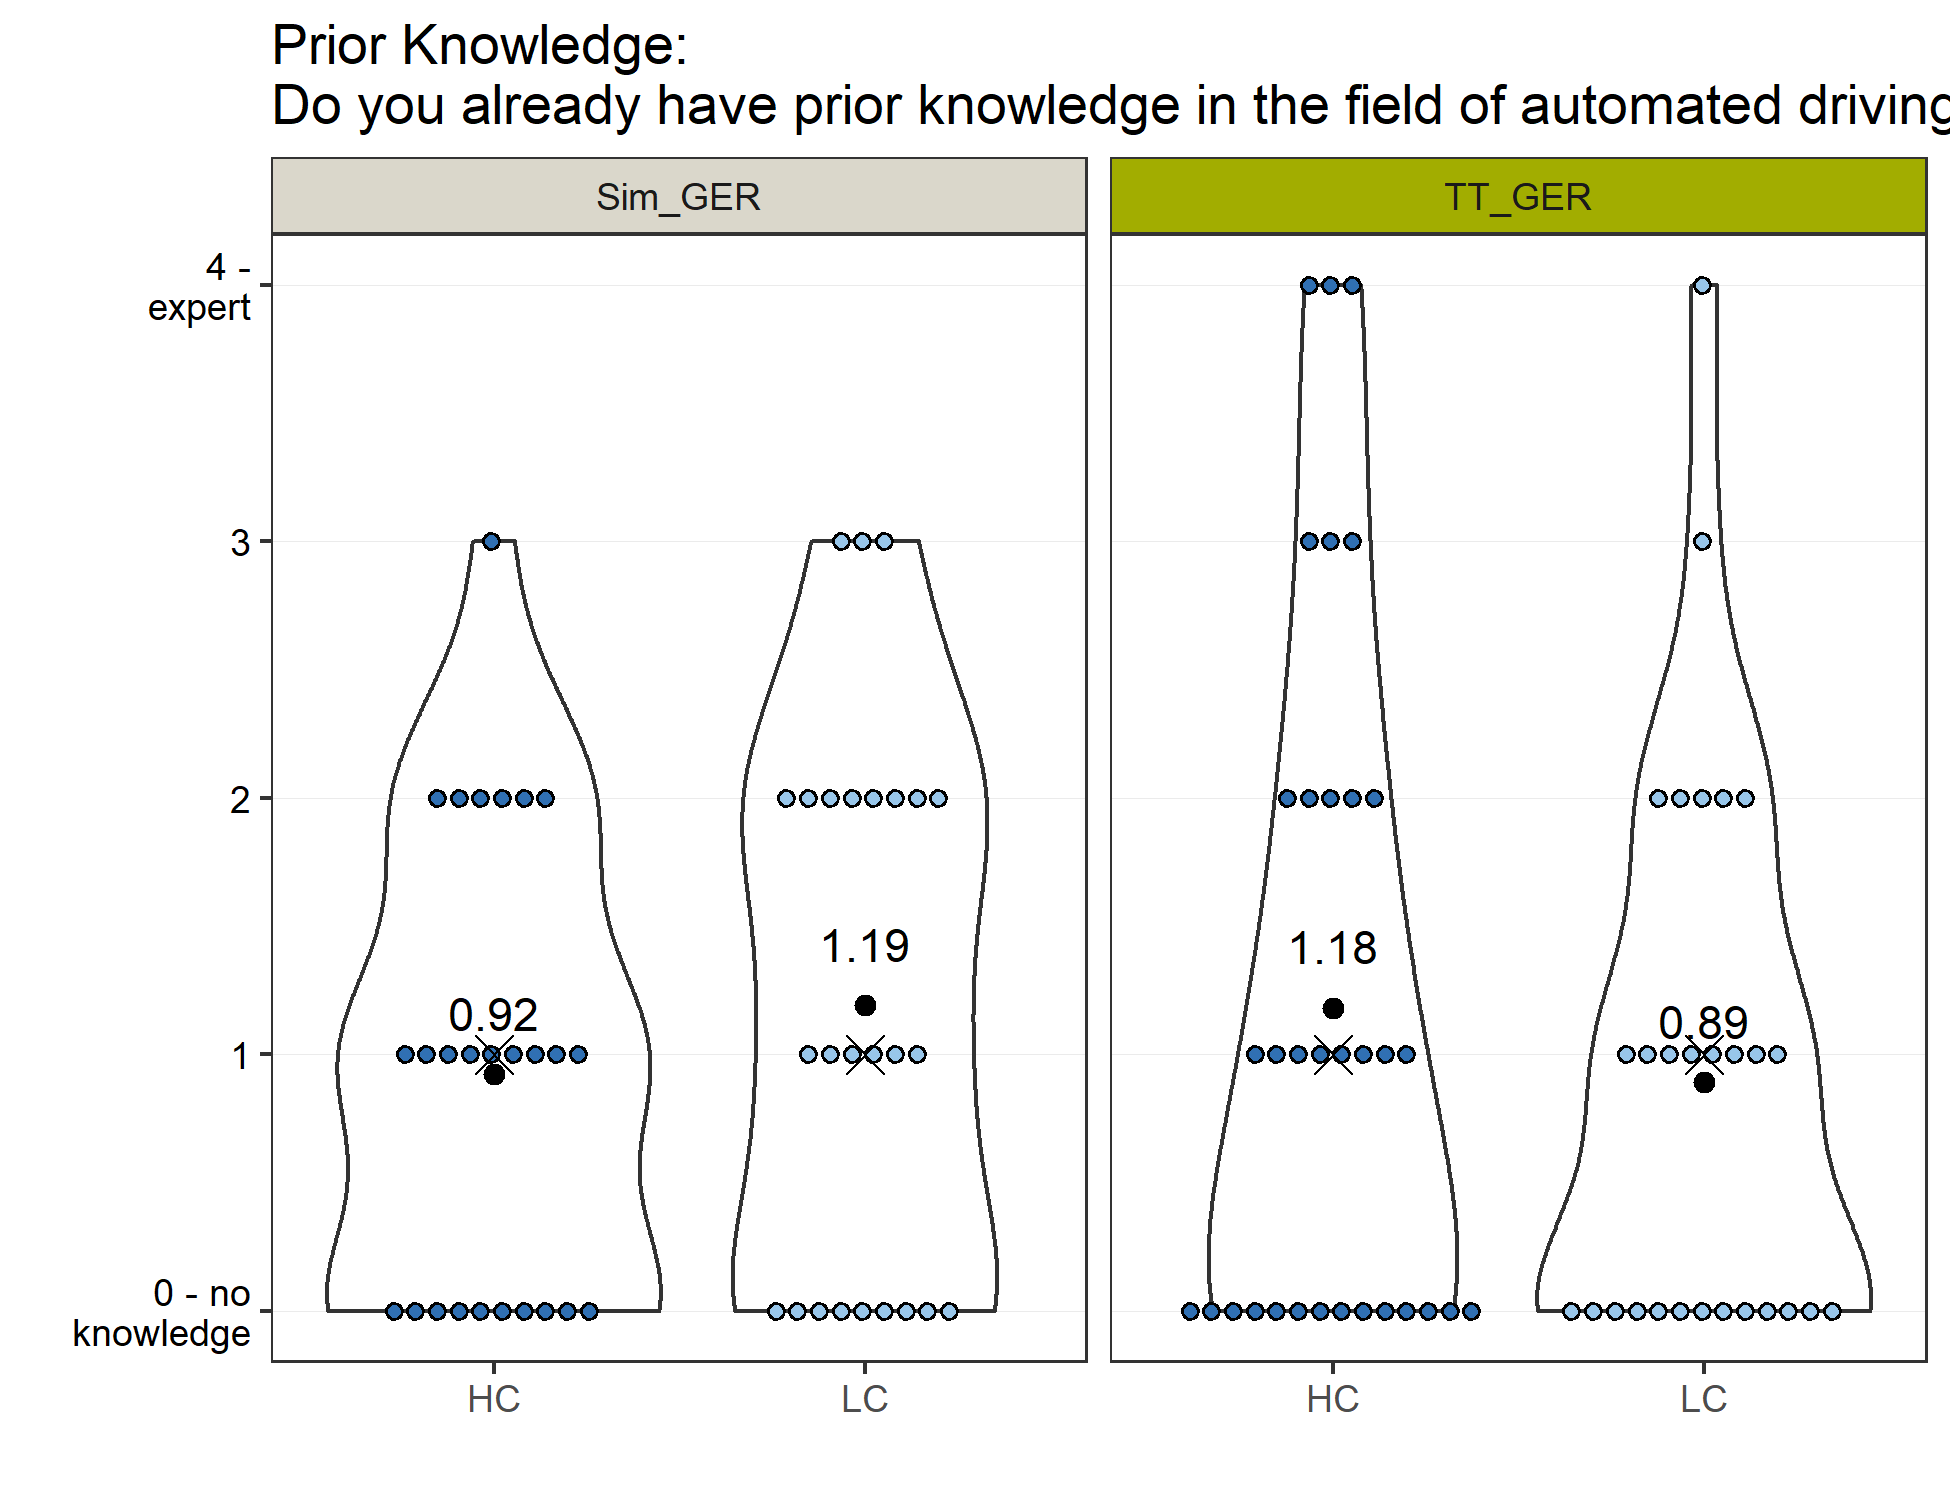 Prior Knowledge:
Do you already have prior knowledge in the field of automated driving
Sim_GER
TT_GER
4 -
expert
3
2
1
0 - no
knowledge
0.92
1.19
1.18
0.89
HC
LC
HC
LC